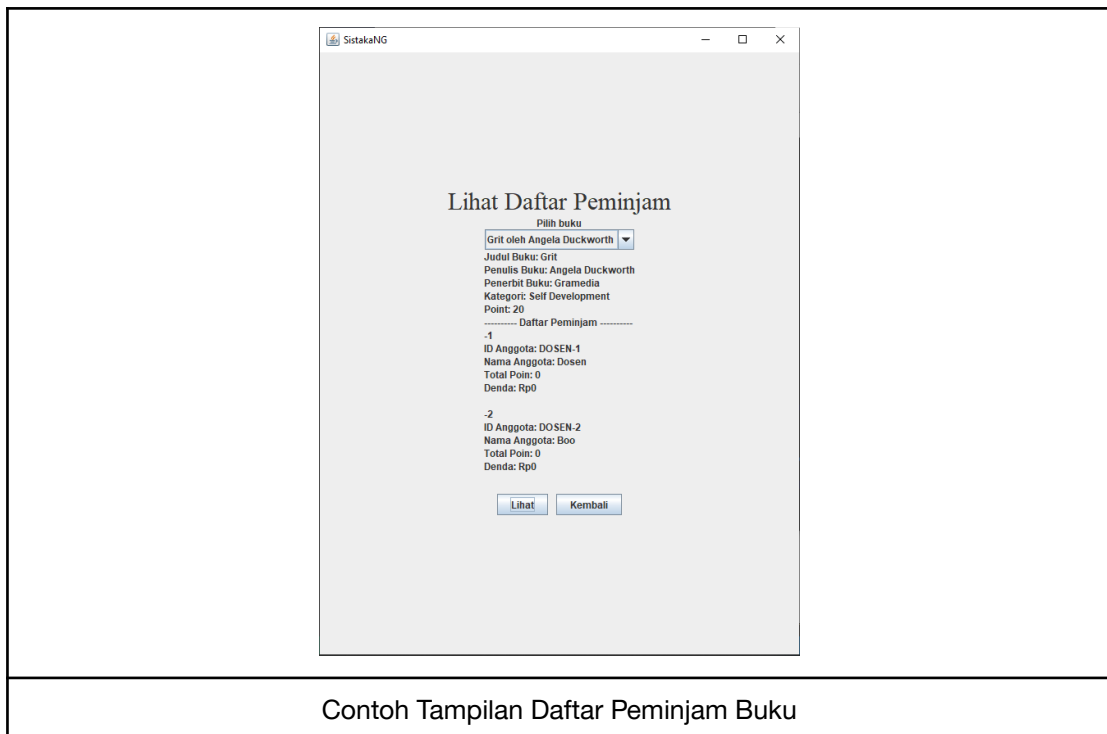 SistakaNG
Lihat Daftar Peminjam
Pilih buku
Grit oleh Angela Duckworth
Judul Buku: Grit
Penulis Buku: Angela Duckworth
Penerbit Buku: Gramedia
Kategori: Self Development
Point: 20
---------- Daftar Peminjam ----------
-1
ID Anggota: DOSEN-1
Nama Anggota: Dosen
Total Poin: 0
Denda: Rp0
-2
ID Anggota: DOSEN-2
Nama Anggota: Boo
Total Poin: 0
Denda: Rp0
Lihat Kembali
Contoh Tampilan Daftar Peminjam Buku